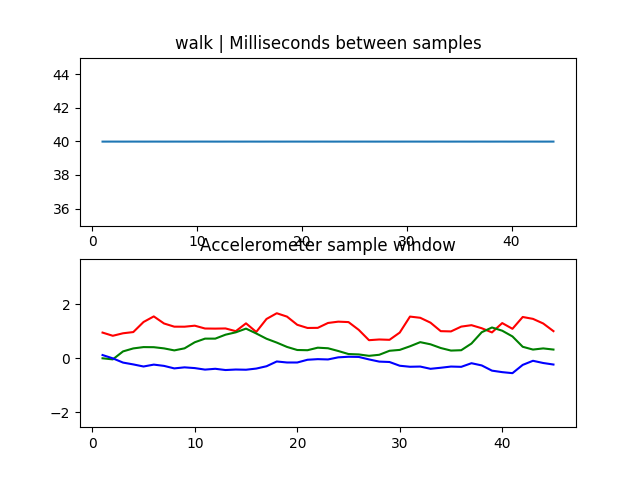 walk | Milliseconds between samples
44
42
40
38
36
0 10 20 30 40
Accelerometer sample window
2
0
−2
0 10 20 30 40